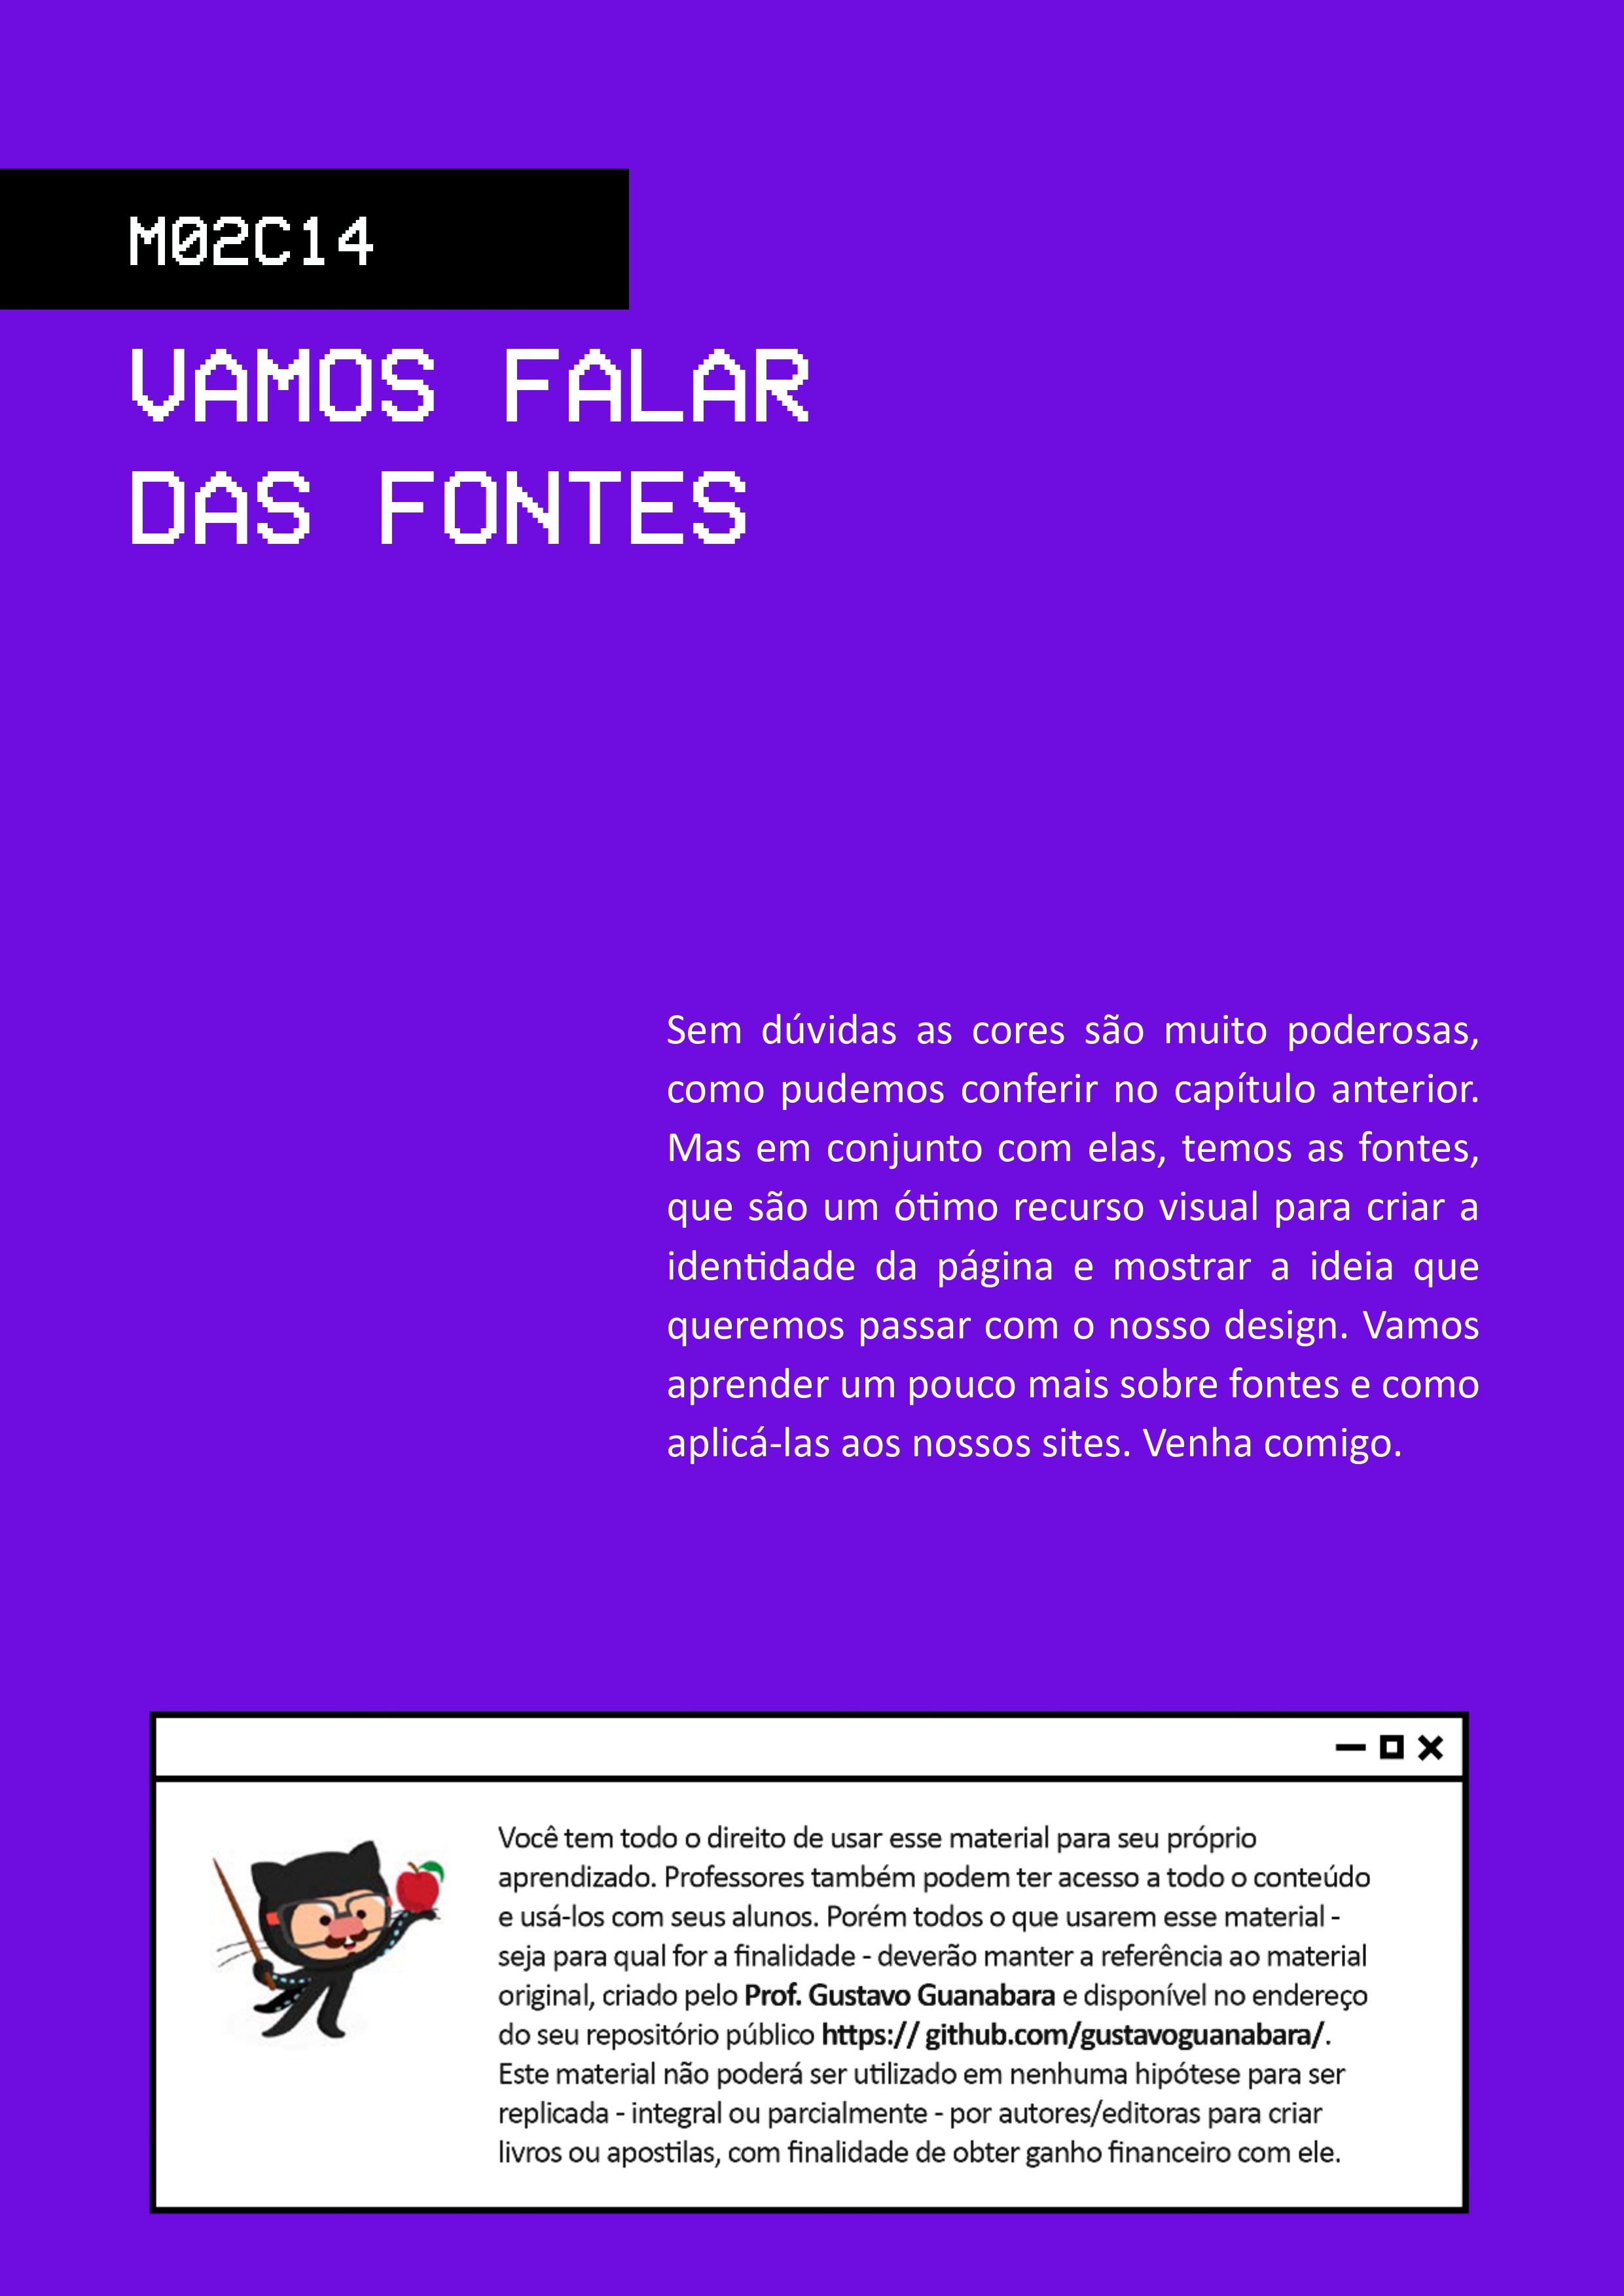 M02C14
VAMOS FALAR
DAS FONTES
Sem dúvidas as cores são muito poderosas,
como pudemos conferir no capítulo anterior.
Mas em conjunto com elas, temos as fontes,
que são um ótimo recurso visual para criar a
identidade da página e mostrar a ideia que
queremos passar com o nosso design. Vamos
aprender um pouco mais sobre fontes e como
aplicá-las aos nossos sites. Venha comigo.
Você tem todo o direito de usar esse material para seu próprio
aprendizado. Professores também podem ter acesso a todo o conteúdo
e usá-los com seus alunos. Porém todos o que usarem esse material -
seja para qual for a finalidade - deverão manter a referência ao material
original, criado pelo Prof. Gustavo Guanabara e disponível no endereço
do seu repositório público https:// github.com/gustavoguanabara/.
Este material não poderá ser utilizado em nenhuma hipótese para ser
replicada - integral ou parcialmente - por autores/editoras para criar
livros ou apostilas, com finalidade de obter ganho financeiro com ele.